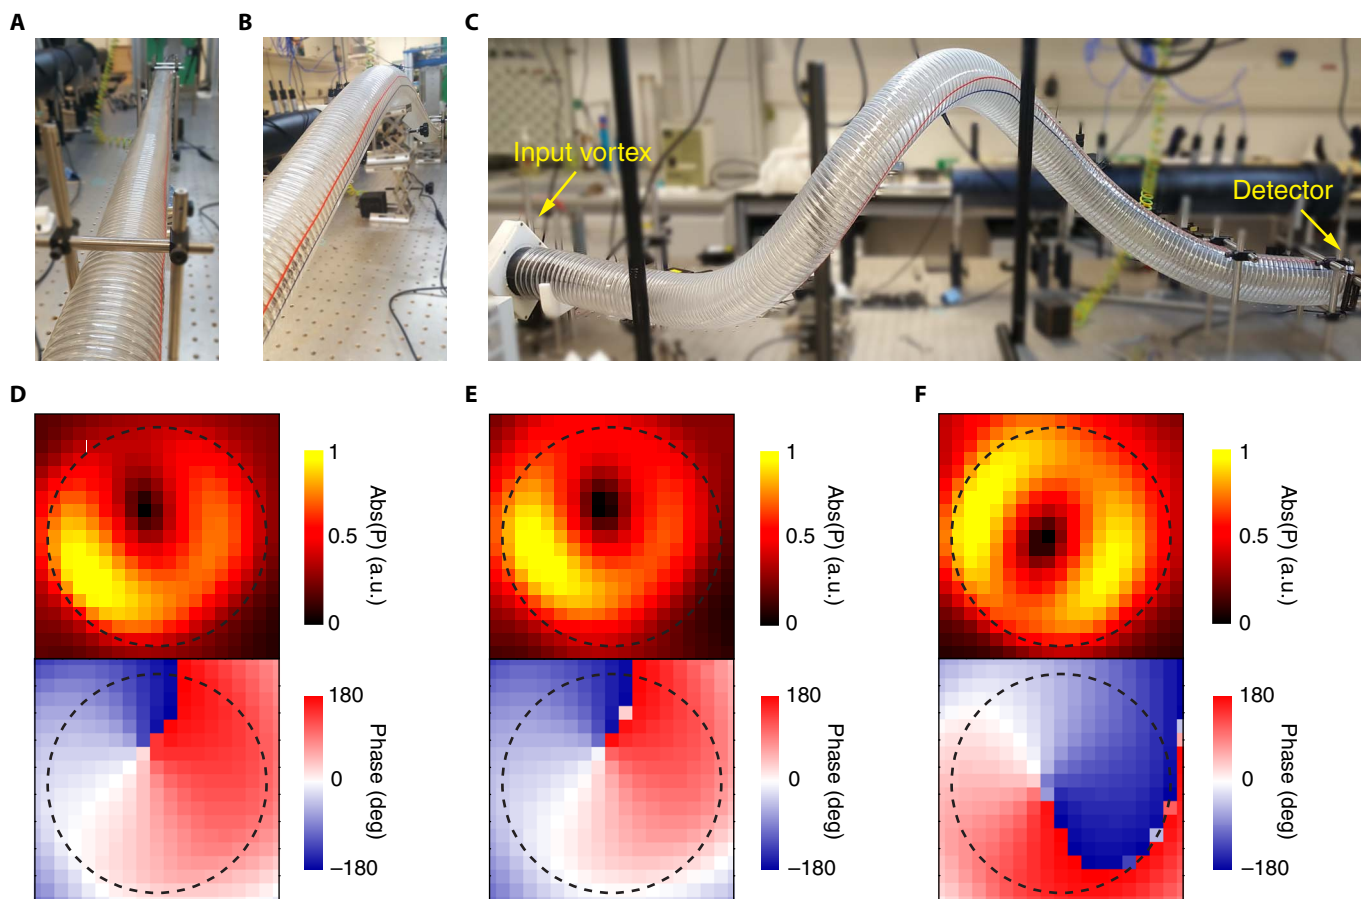 A
B
C
Input vortex
Detector
D
E
F
1
0.5
0
Abs(P) (a.u.)
1
0.5
0
Abs(P) (a.u.)
1
0.5
0
Abs(P) (a.u.)
180
0
−180
Phase (deg)
180
0
−180
Phase (deg)
180
0
−180
Phase (deg)